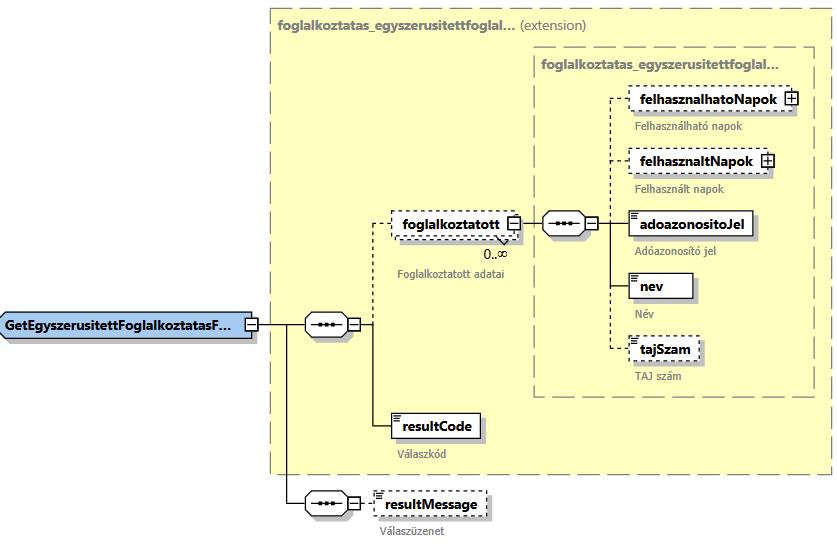 foglalkoztatas_egyszerusitettfoglal... (extension)
foglalkoztatas_egyszerusitettfoglal...
felhasznalhatoNapok
Felhasználható napok
felhasznaltNapok
Felhasznált napok
foglalkoztatott
0..∞
Foglalkoztatott adatai
adoazonositoJel
Adóazonosító jel
nev
Név
GetEgyszerusitettFoglalkoztatasF...
tajSzam
TAJ szám
resultCode
Válaszkód
resultMessage
Válaszüzenet